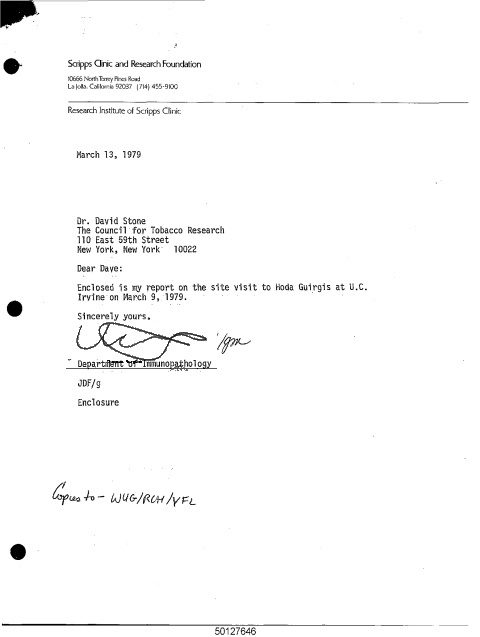 Scripps Clinic and Research Foundation
10666 North Torrey Pines Road
La Jolla, California 92037 (714) 455-9100
Research Institute of Scripps Clinic
March 13, 1979
Dr. David Stone
The Council for Tobacco Research
110 East 59th Street
New York, New York 10022
Dear Dave:
Enclosed is my report on the site visit to Hoda Guirgis at U.C.
Irvine on March 9, 1979.
Sincerely yours,
/gm
Department of Immunopathology
JDF/g
Enclosure
Copies to - WUG/RCH/VFL
50127646